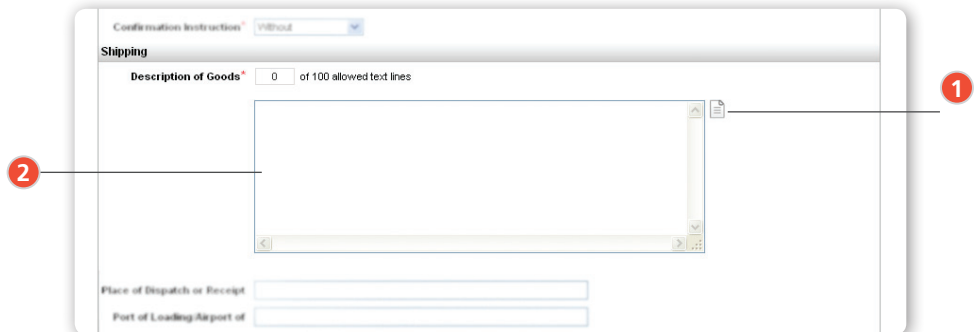 Confirmation Instruction* Without
Shipping
Description of Goods* 0 of 100 allowed text lines
1
2
Place of Dispatch or Receipt
Port of Loading/Airport of